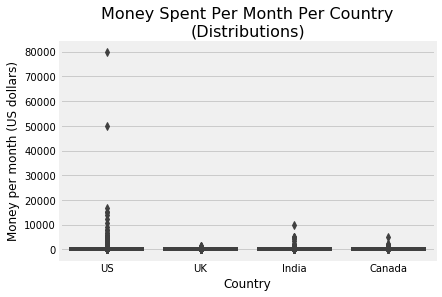 Money Spent Per Month Per Country
(Distributions)
80000
70000
60000
50000
40000
30000
20000
10000
0
Money per month (US dollars)
US
UK
India
Canada
Country